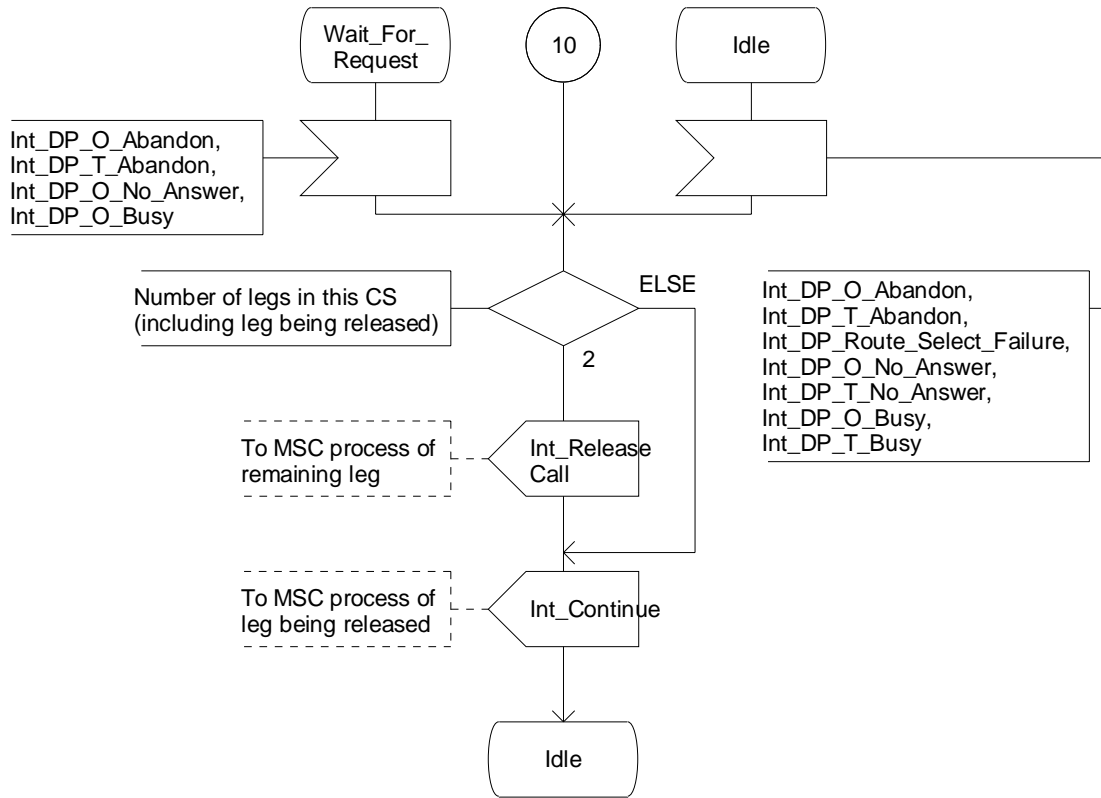 Wait_For_
Request
10
Idle
Int_DP_O_Abandon,
Int_DP_T_Abandon,
Int_DP_O_No_Answer,
Int_DP_O_Busy
Number of legs in this CS
(including leg being released)
ELSE
2
Int_DP_O_Abandon,
Int_DP_T_Abandon,
Int_DP_Route_Select_Failure,
Int_DP_O_No_Answer,
Int_DP_T_No_Answer,
Int_DP_O_Busy,
Int_DP_T_Busy
To MSC process of
remaining leg
Int_Release
Call
To MSC process of
leg being released
Int_Continue
Idle